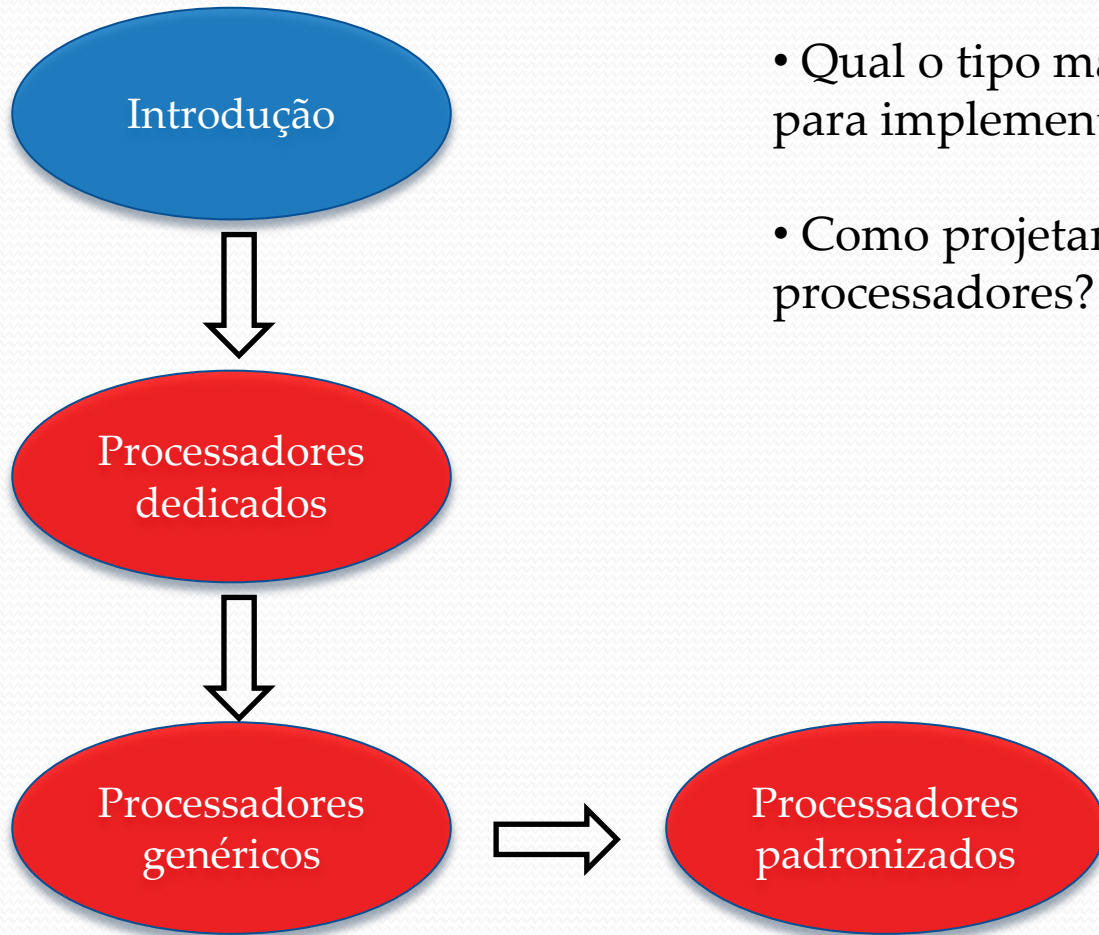 Introdução
• Qual o tipo
para
• Como projetar
processadores?
Processadores
dedicados
Processadores
genéricos
Processadores
padronizados